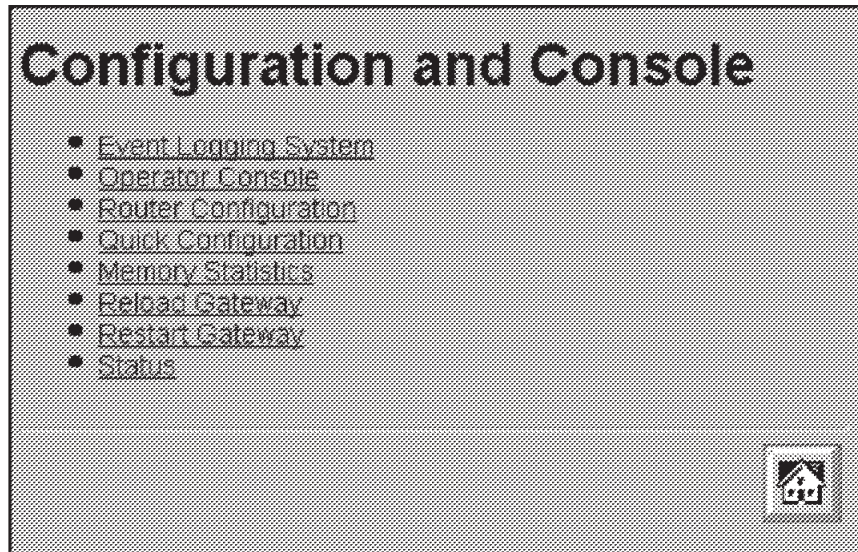 Configuration and Console
Event Logging System
Operator Console
Router Configuration
Quick Configuration
Memory Statistics
Reload Gateway
Restart Gateway
Status